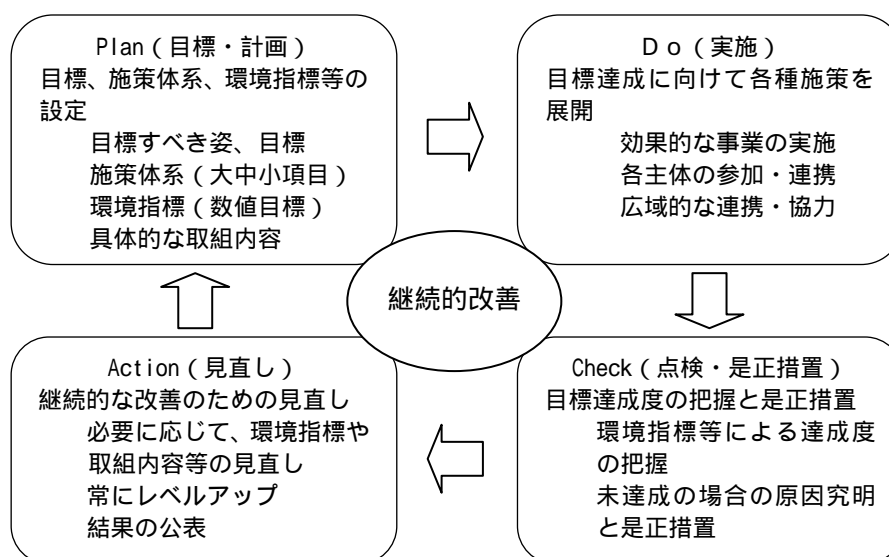 Plan(目標・計画)
目標、施策体系、環境指標等の
設定
目標すべき姿、目標
施策体系(大中小項目)
環境指標(数値目標)
具体的な取組内容
Do(実施)
目標達成に向けて各種施策を
展開
効果的な事業の実施
各主体の参加・連携
広域的な連携・協力
継続的改善
Action(見直し)
継続的な改善のための見直し
必要に応じて、環境指標や
取組内容等の見直し
常にレベルアップ
結果の公表
Check(点検・是正措置)
目標達成度の把握と是正措置
環境指標等による達成度
の把握
未達成の場合の原因究明
と是正措置